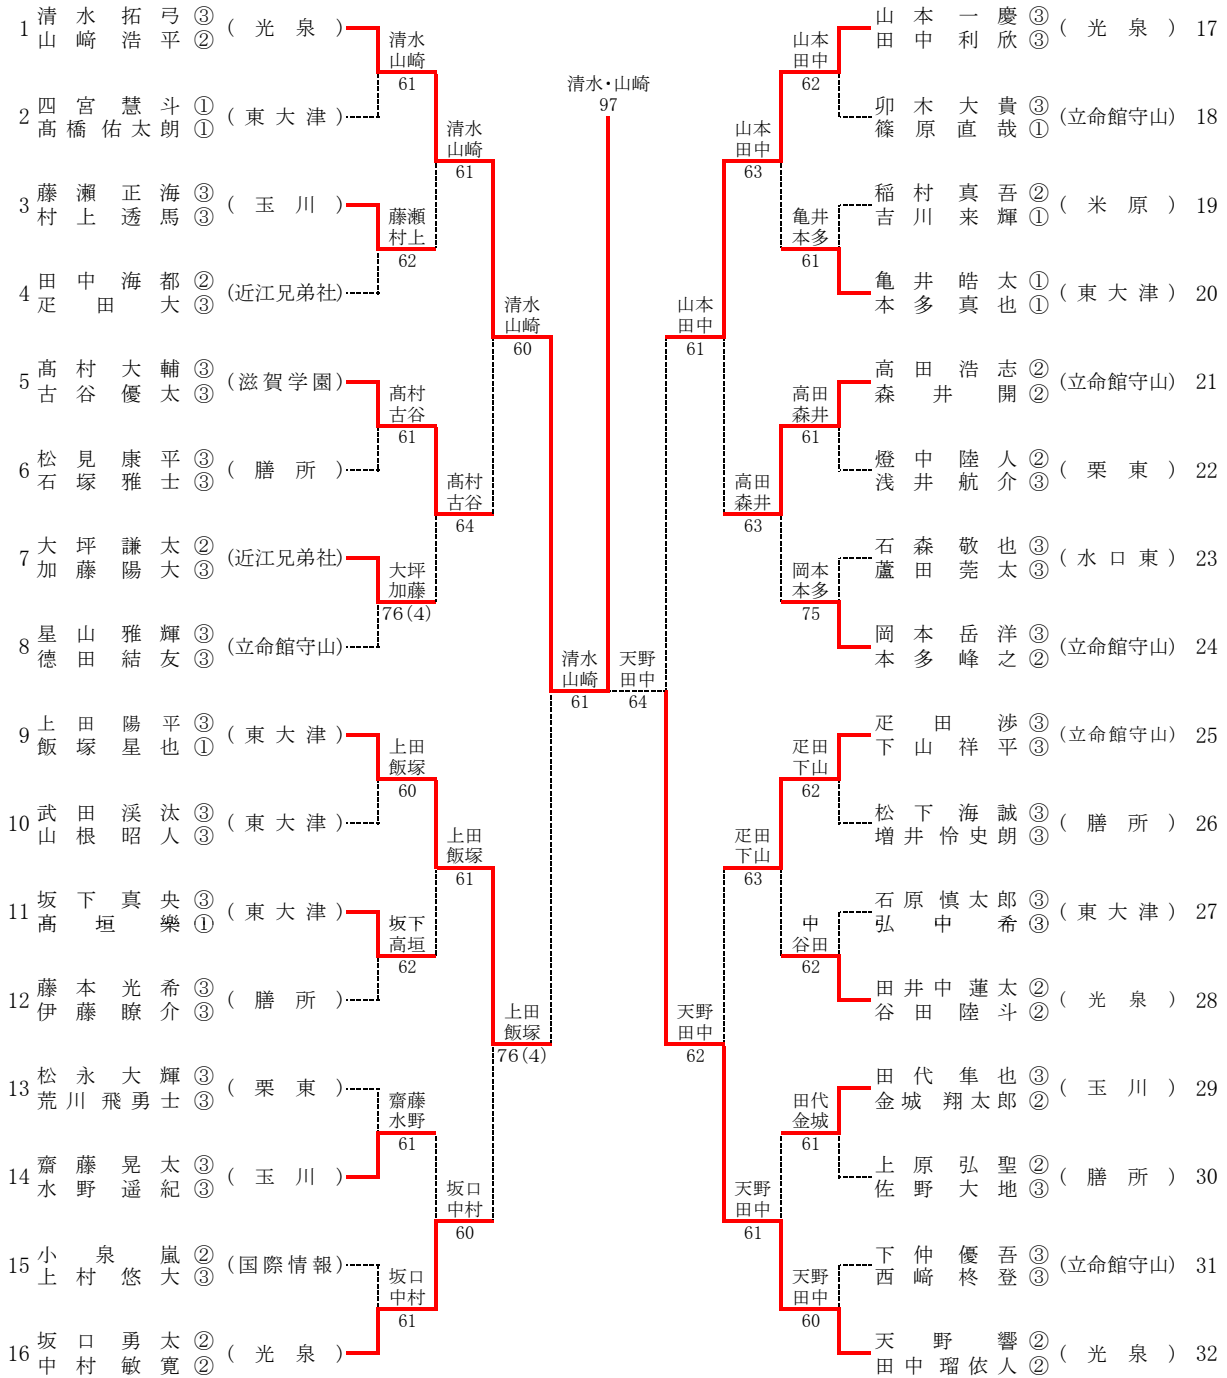 1 清水拓弓③ (光泉)
山﨑浩平②
清水
山崎
61
2 四宮慧斗① (東大津)
髙橋佑太朗①
清水
山崎
61
3 藤瀬正海③ (玉川)
村上透馬③
藤瀬
村上
62
4 田中海都② (近江兄弟社)
疋田大③
清水
山崎
60
5 髙村大輔③ (滋賀学園)
古谷優太③
髙村
古谷
61
6 松見康平③ (膳所)
石塚雅士③
髙村
古谷
64
7 大坪謙太② (近江兄弟社)
加藤陽大③
大坪
加藤
76(4)
8 星山雅輝③ (立命館守山)
德田結友③
清水
山崎
61
9 上田陽平③ (東大津)
飯塚星也①
上田
飯塚
60
10 武田渓汰③ (東大津)
山根昭人③
上田
飯塚
61
11 坂下真央③ (東大津)
髙垣樂①
坂下
高垣
62
12 藤本光希③ (膳所)
伊藤瞭介③
上田
飯塚
76(4)
13 松永大輝③ (栗東)
荒川飛勇士③
齋藤
水野
61
14 齋藤晃太③ (玉川)
水野遥紀③
坂口
中村
60
15 小泉嵐② (国際情報)
上村悠大③
坂口
中村
61
16 坂口勇太② (光泉)
中村敏寛②
清水・山崎
97
山本一慶③ (光泉) 17
田中利欣③
山本
田中
62
卯木大貴③ (立命館守山) 18
篠原直哉①
山本
田中
63
稲村真吾② (米原) 19
吉川来輝①
亀井
本多
61
亀井皓太① (東大津) 20
本多真也①
山本
田中
61
高田浩志② (立命館守山) 21
森井開②
高田
森井
61
燈中陸人② (栗東) 22
浅井航介③
高田
森井
63
石森敬也③ (水口東) 23
蘆田莞太③
岡本
本多
75
岡本岳洋③ (立命館守山) 24
本多峰之②
天野
田中
64
疋田渉③ (立命館守山) 25
下山祥平③
疋田
下山
62
松下海誠③ (膳所) 26
増井怜史朗③
疋田
下山
63
石原慎太郎③ (東大津) 27
弘中希③
中
谷田
62
田井中蓮太② (光泉) 28
谷田陸斗②
天野
田中
62
田代隼也③ (玉川) 29
金城翔太郎②
田代
金城
61
上原弘聖② (膳所) 30
佐野大地③
天野
田中
61
下仲優吾③ (立命館守山) 31
西﨑柊登③
天野
田中
60
天野響② (光泉) 32
田中瑠依人②